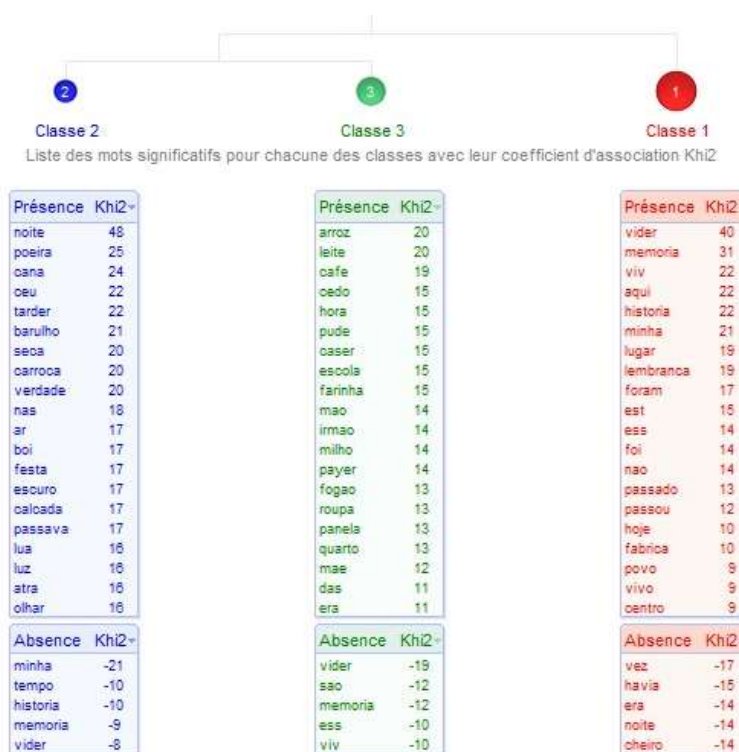 2 3 1
Classe 2 Classe 3 Classe 1
Liste des mots significatifs pour chacune des classes avec leur coefficient d'association Khi2
Présence Khi2
noite 48
poeira 25
cana 24
ceu 22
tarder 22
barulho 21
seca 20
carroca 20
verdade 20
nas 18
ar 17
boi 17
festa 17
escuro 17
calcada 17
passava 17
lua 16
luz 16
atra 16
olhar 16
Absence Khi2
minha -21
tempo -10
historia -10
memoria -9
vider -8
Présence Khi2
arroz 20
leite 20
cafe 19
cedo 15
hora 15
pude 15
caser 15
escola 15
farinha 15
mao 14
irmao 14
milho 14
payer 14
fogao 13
roupa 13
panela 13
quarto 13
mae 12
das 11
era 11
Absence Khi2
vider -19
sao -12
memoria -12
ess -10
viv -10
Présence Khi2
vider 40
memoria 31
viv 22
aqui 22
historia 22
minha 21
lugar 19
lembranca 19
foram 17
est 15
ess 14
foi 14
nao 14
passado 13
passou 12
hoje 10
fabrica 10
povo 9
vivo 9
centro 9
Absence Khi2
vez -17
havia -15
era -14
noite -14
cheiro -14